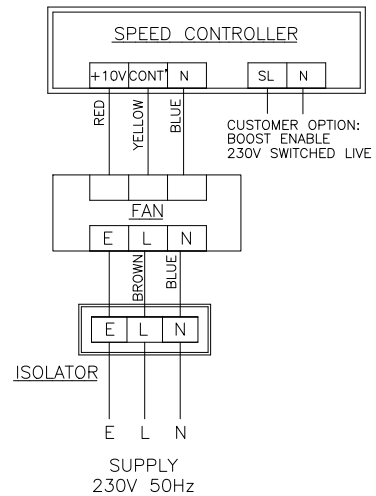 SPEED CONTROLLER
+10V CONT' N SL N
RED YELLOW BLUE
CUSTOMER OPTION:
BOOST ENABLE
230V SWITCHED LIVE
FAN
E L N
BROWN BLUE
E L N
ISOLATOR
E L N
SUPPLY
230V 50Hz